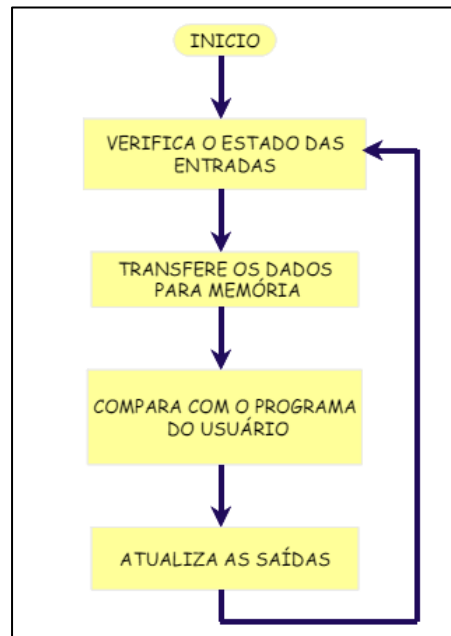 INICIO
VERIFICA O ESTADO DAS
ENTRADAS
TRANSFERE OS DADOS
PARA MEMÓRIA
COMPARA COM O PROGRAMA
DO USUÁRIO
ATUALIZA AS SAÍDAS